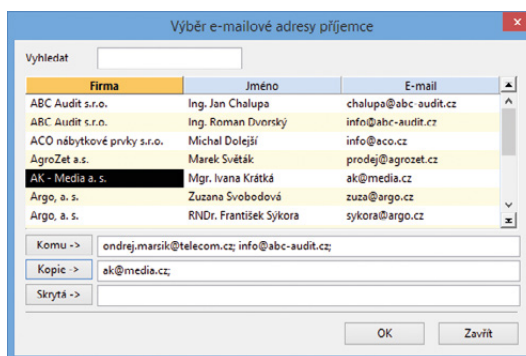 Výběr e-mailové adresy příjemce
x
Vyhledat
Firma Jméno E-mail
ABC Audit s.r.o. Ing. Jan Chalupa chalupa@abc-audit.cz
ABC Audit s.r.o. Ing. Roman Dvorský info@abc-audit.cz
ACO nábytkové prvky s.r.o. Michal Dolejší info@aco.cz
AgroZet a.s. Marek Světák prodej@agrozet.cz
AK - Media a. s. Mgr. Ivana Krátká ak@media.cz
Argo, a. s. Zuzana Svobodová zuza@argo.cz
Argo, a. s. RNDr. František Sýkora sykora@argo.cz
Komu -> ondrej.marsik@telecom.cz; info@abc-audit.cz;
Kopie -> ak@media.cz;
Skrytá ->
OK Zavřít